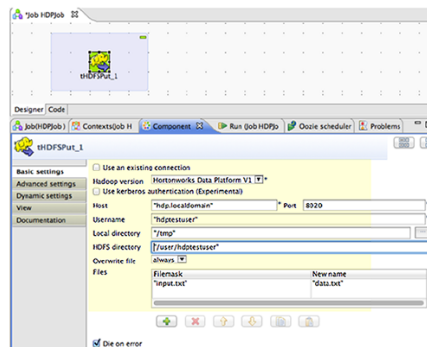 *Job HDPJob
tHDFSPut_1
Designer Code
Job(HDPJob) Contexts(Job H Component Run (Job HDPJo Oozie scheduler Problems
tHDFSPut_1
Basic settings
Advanced settings
Dynamic settings
View
Documentation
Use an existing connection
Hadoop version Hortonworks Data Platform V1 *
Use kerberos authentication (Experimental)
Host "hdp.localdomain" * Port 8020
Username "hdptestuser"
Local directory "/tmp"
HDFS directory "/user/hdptestuser"
Overwrite file always
Files Filemask New name
"input.txt" "data.txt"
Die on error